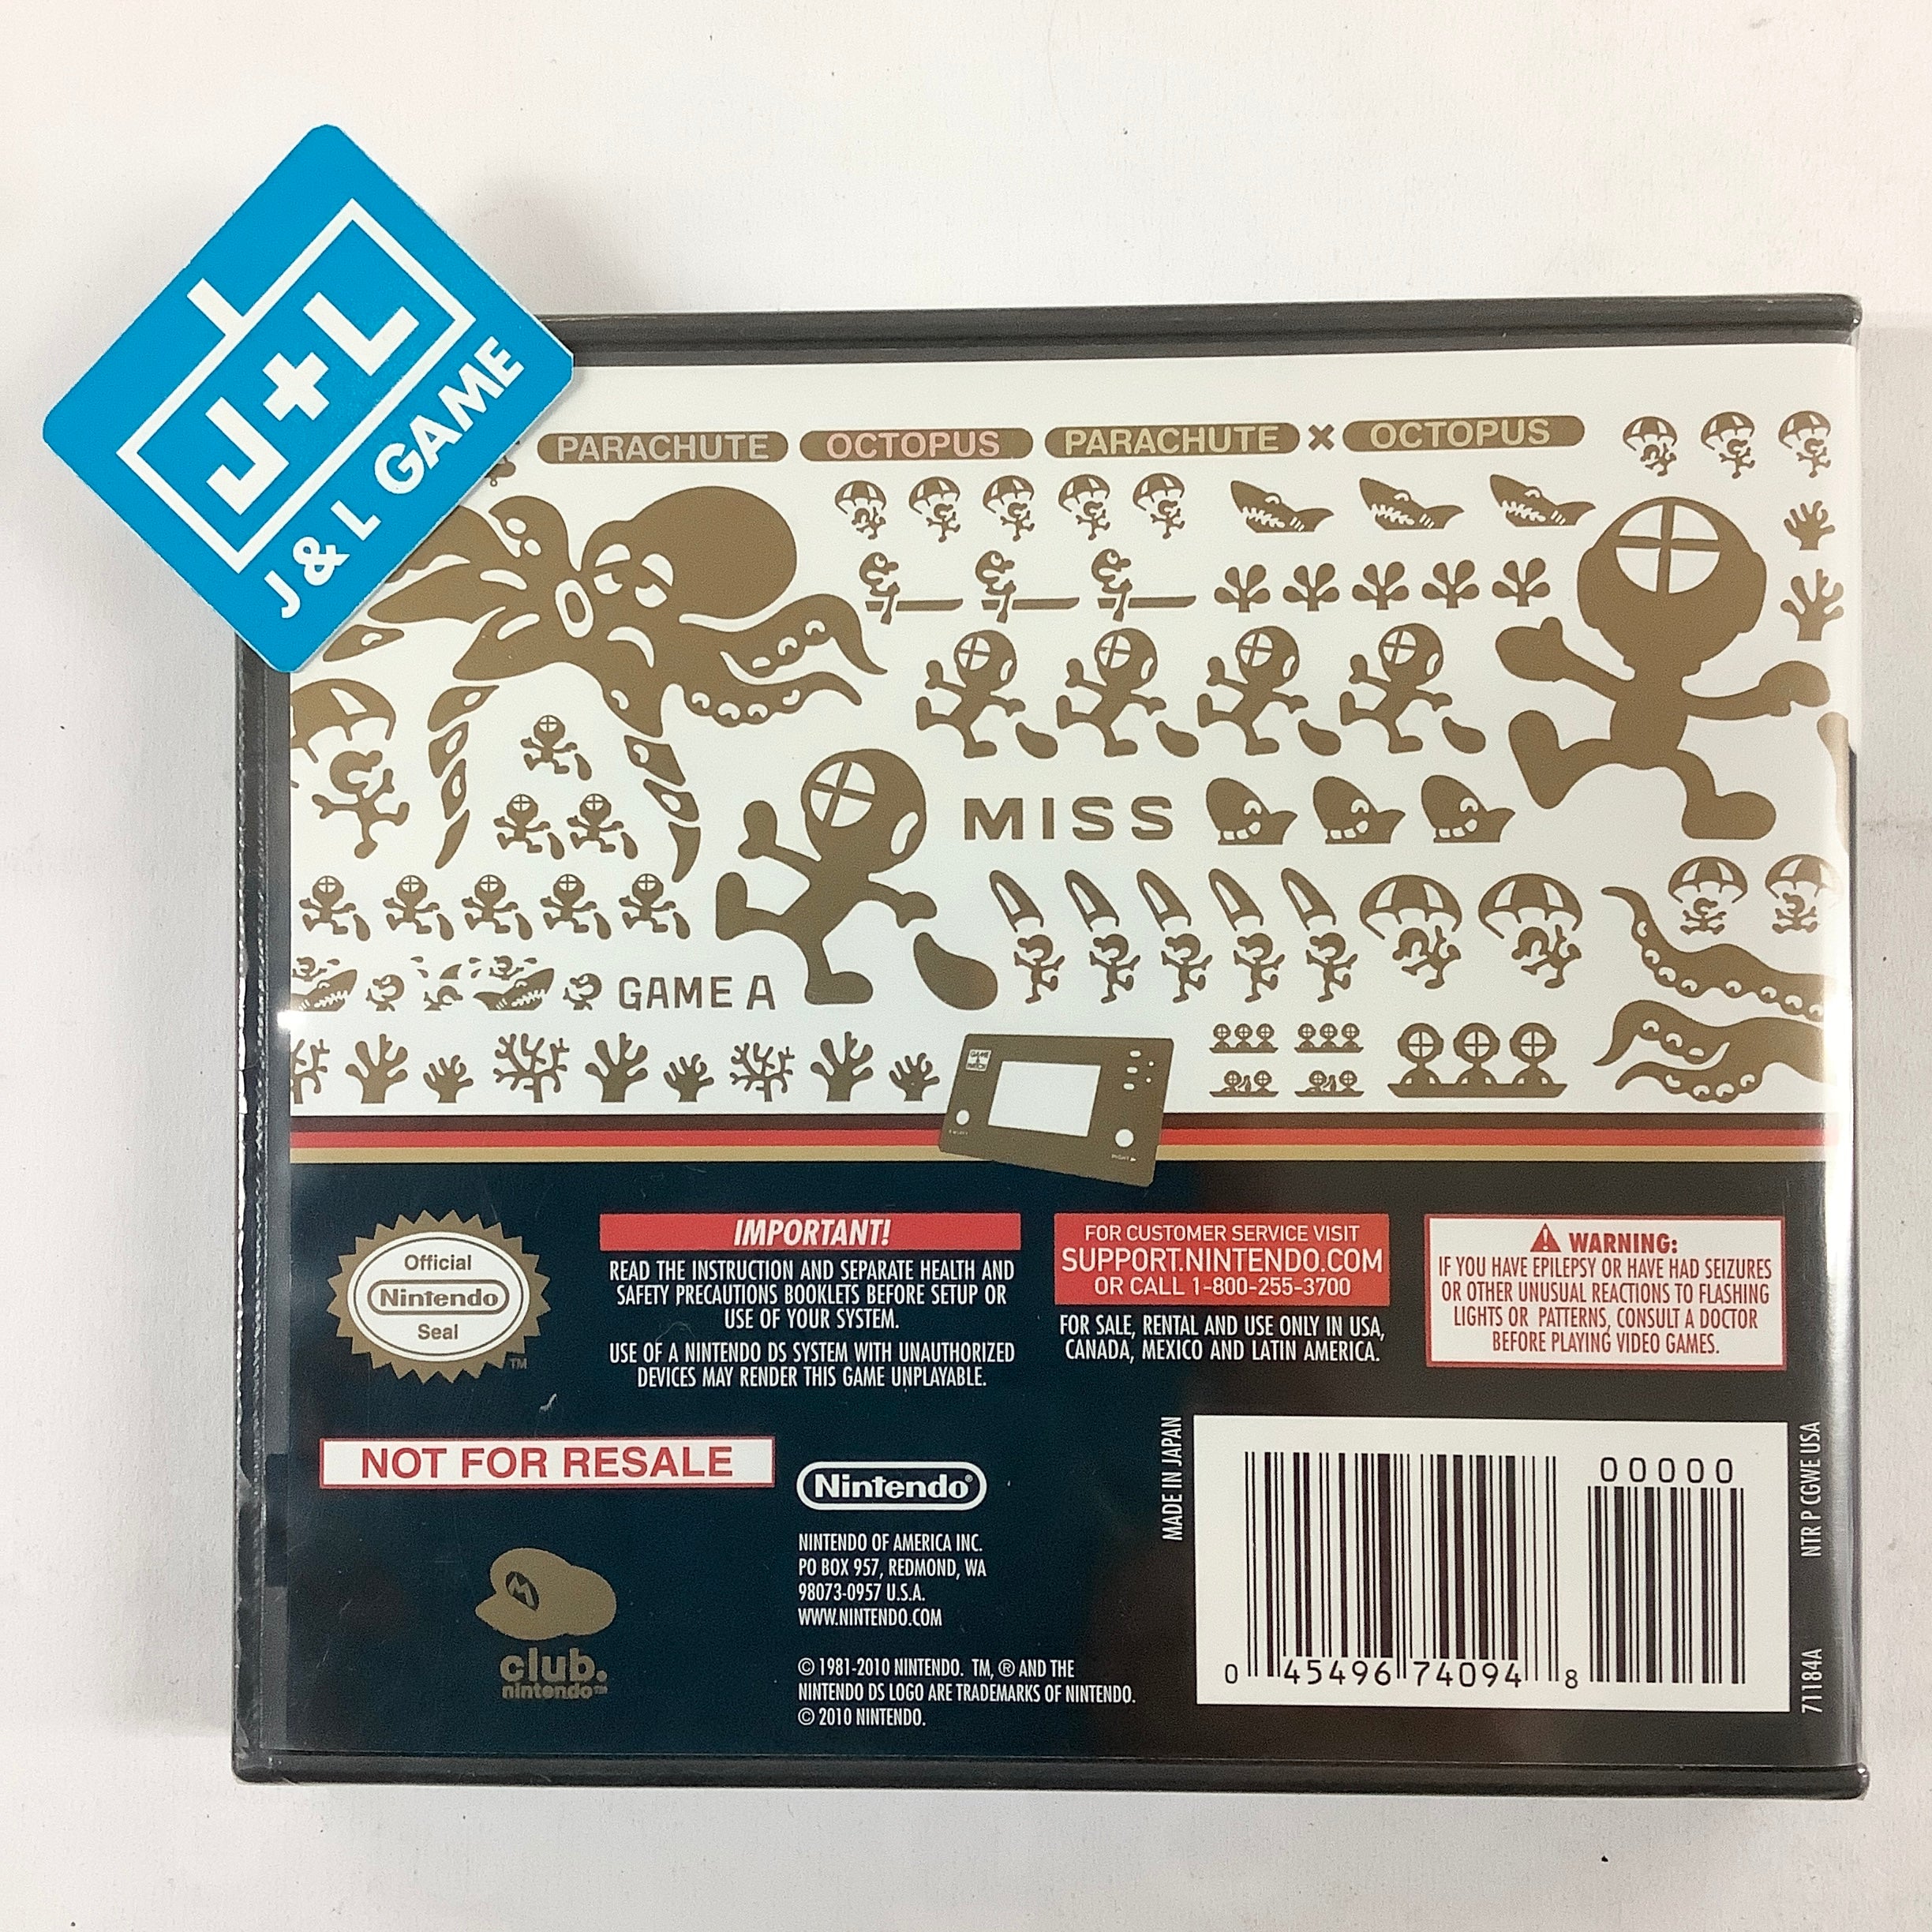 J+L
J & L GAME
PARACHUTE OCTOPUS PARACHUTE × OCTOPUS
MISS
GAME A
GAME & WATCH
RIGHT
Official
Nintendo
Seal
TM
IMPORTANT!
READ THE INSTRUCTION AND SEPARATE HEALTH AND
SAFETY PRECAUTIONS BOOKLETS BEFORE SETUP OR
USE OF YOUR SYSTEM.
USE OF A NINTENDO DS SYSTEM WITH UNAUTHORIZED
DEVICES MAY RENDER THIS GAME UNPLAYABLE.
FOR CUSTOMER SERVICE VISIT
SUPPORT.NINTENDO.COM
OR CALL 1-800-255-3700
FOR SALE, RENTAL AND USE ONLY IN USA,
CANADA, MEXICO AND LATIN AMERICA.
WARNING:
IF YOU HAVE EPILEPSY OR HAVE HAD SEIZURES
OR OTHER UNUSUAL REACTIONS TO FLASHING
LIGHTS OR PATTERNS, CONSULT A DOCTOR
BEFORE PLAYING VIDEO GAMES.
NOT FOR RESALE
M
club.
nintendo™
Nintendo®
NINTENDO OF AMERICA INC.
PO BOX 957, REDMOND, WA
98073-0957 U.S.A.
WWW.NINTENDO.COM
© 1981-2010 NINTENDO. TM, ® AND THE
NINTENDO DS LOGO ARE TRADEMARKS OF NINTENDO.
© 2010 NINTENDO.
MADE IN JAPAN
00000
0 45496 74094 8
NTR P CGWE USA
71184A